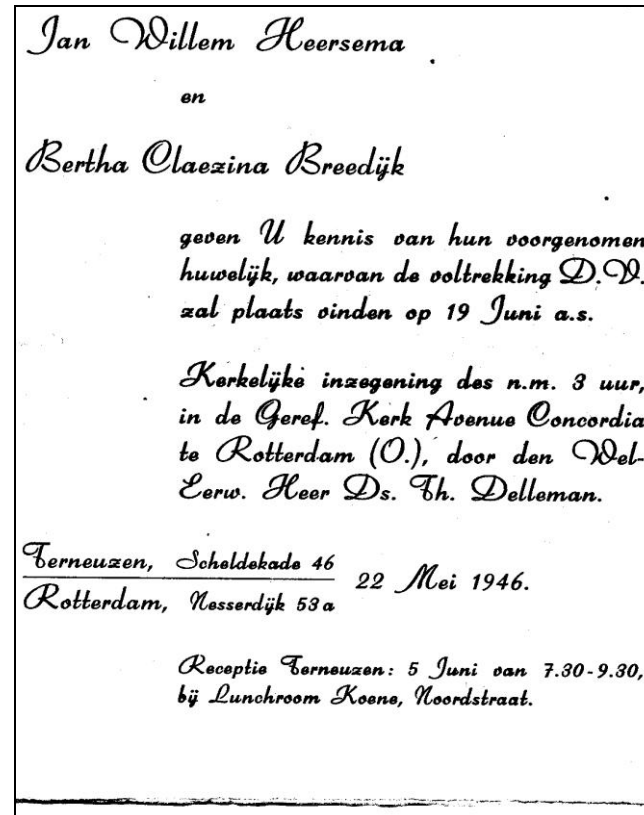 Jan Willem Heersema
en
Bertha Claezina Breedijk
geven U kennis van hun voorgenomen
huwelijk, waarvan de voltrekking D.V.
zal plaats vinden op 19 Juni a.s.
Kerkelijke inzegening des n.m. 3 uur,
in de Geref. Kerk Avenue Concordia
te Rotterdam (O.), door den Wel-
Eerw. Heer Ds. Th. Delleman.
Terneuzen, Scheldekade 46
22 Mei 1946.
Rotterdam, Nesserdijk 53a
Receptie Terneuzen: 5 Juni van 7.30-9.30,
bij Lunchroom Koene, Noordstraat.